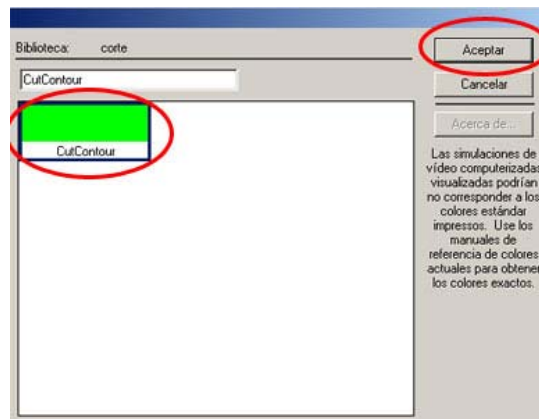 Biblioteca: corte
CutContour
CutContour
Aceptar
Cancelar
Acerca de...
Las simulaciones de
vídeo computerizadas
visualizadas podrían
no corresponder a los
colores estándar
impressos. Use los
manuales de
referencia de colores
actuales para obtener
los colores exactos.